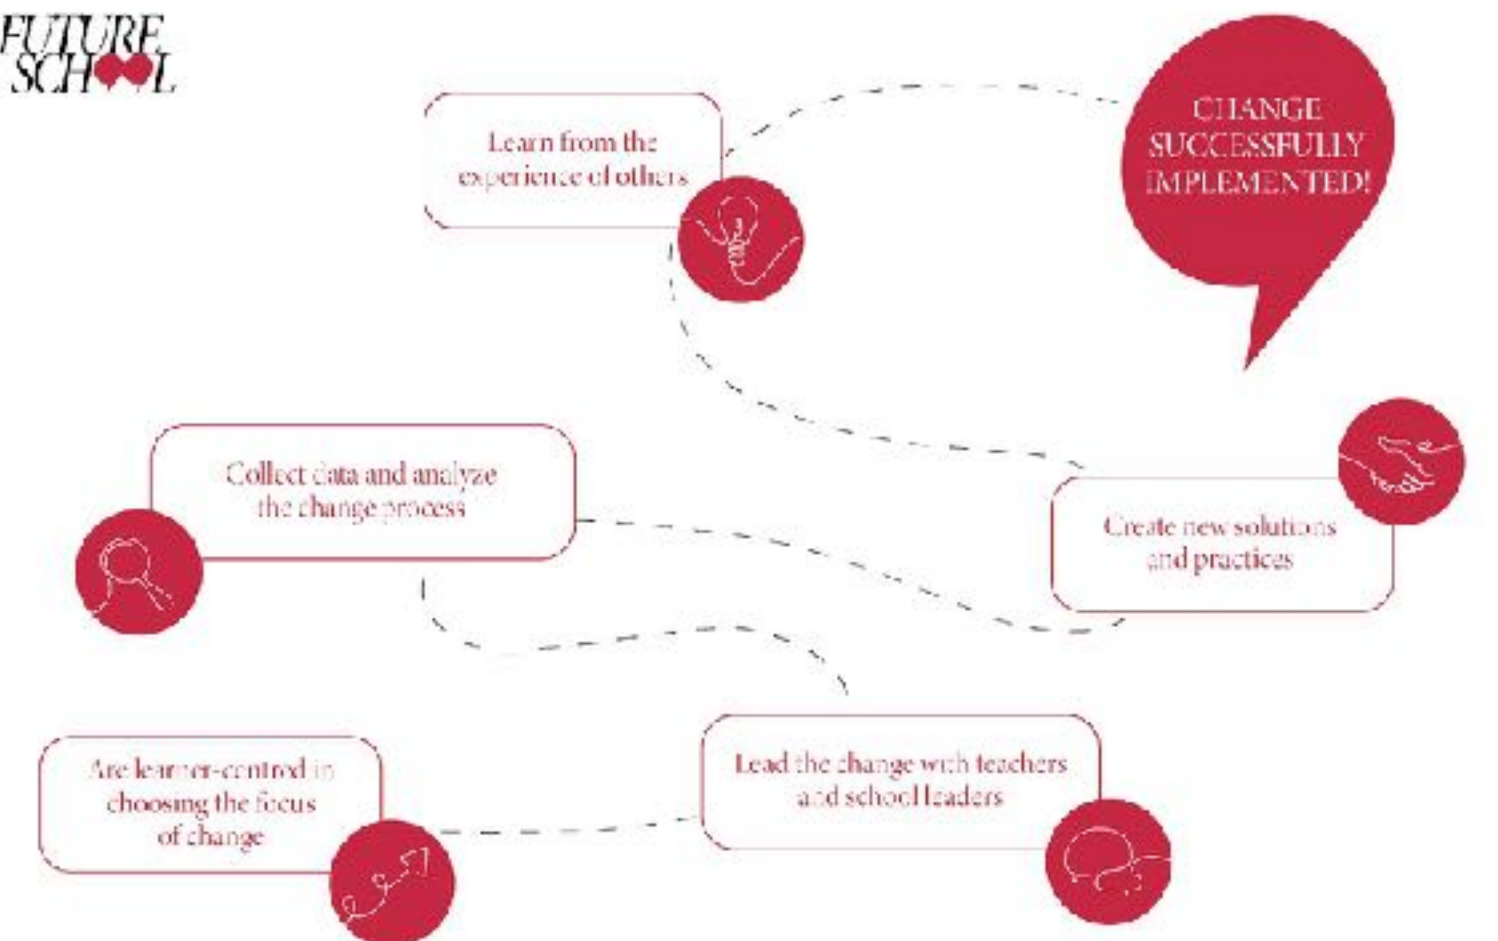 FUTURE
SCHOOL
CHANGE
SUCCESSFULLY
IMPLEMENTED!
Learn from the
experience of others
Collect data and analyze
the change process
Create new solutions
and practices
Are learner-centred in
choosing the focus
of change
Lead the change with teachers
and school leaders